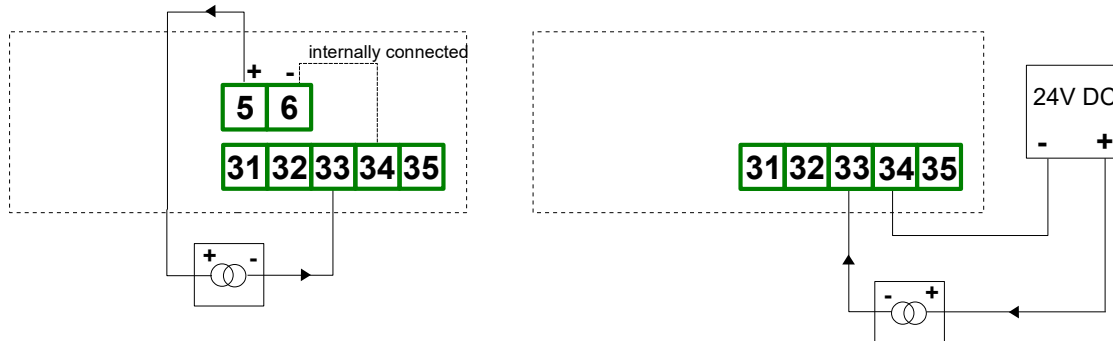 internally connected
+ -
5 6
31 32 33 34 35
+ -
24V DC
- +
31 32 33 34 35
- +